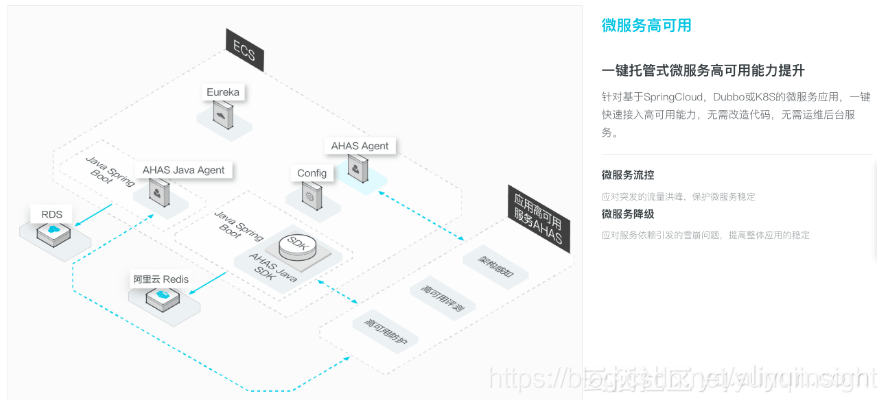 ECS
Eureka
AHAS Agent
Java Spring
Boot
AHAS Java Agent
Config
RDS
Java Spring
Boot
SDK
AHAS Java
SDK
阿里云 Redis
应用高可用
服务AHAS
架构感知
高可用评测
高可用防护
微服务高可用
一键托管式微服务高可用能力提升
针对基于SpringCloud，Dubbo或K8S的微服务应用，一键
快速接入高可用能力，无需改造代码，无需运维后台服
务。
微服务流控
应对突发的流量洪峰，保护微服务稳定
微服务降级
应对服务依赖引发的雪崩问题，提高整体应用的稳定